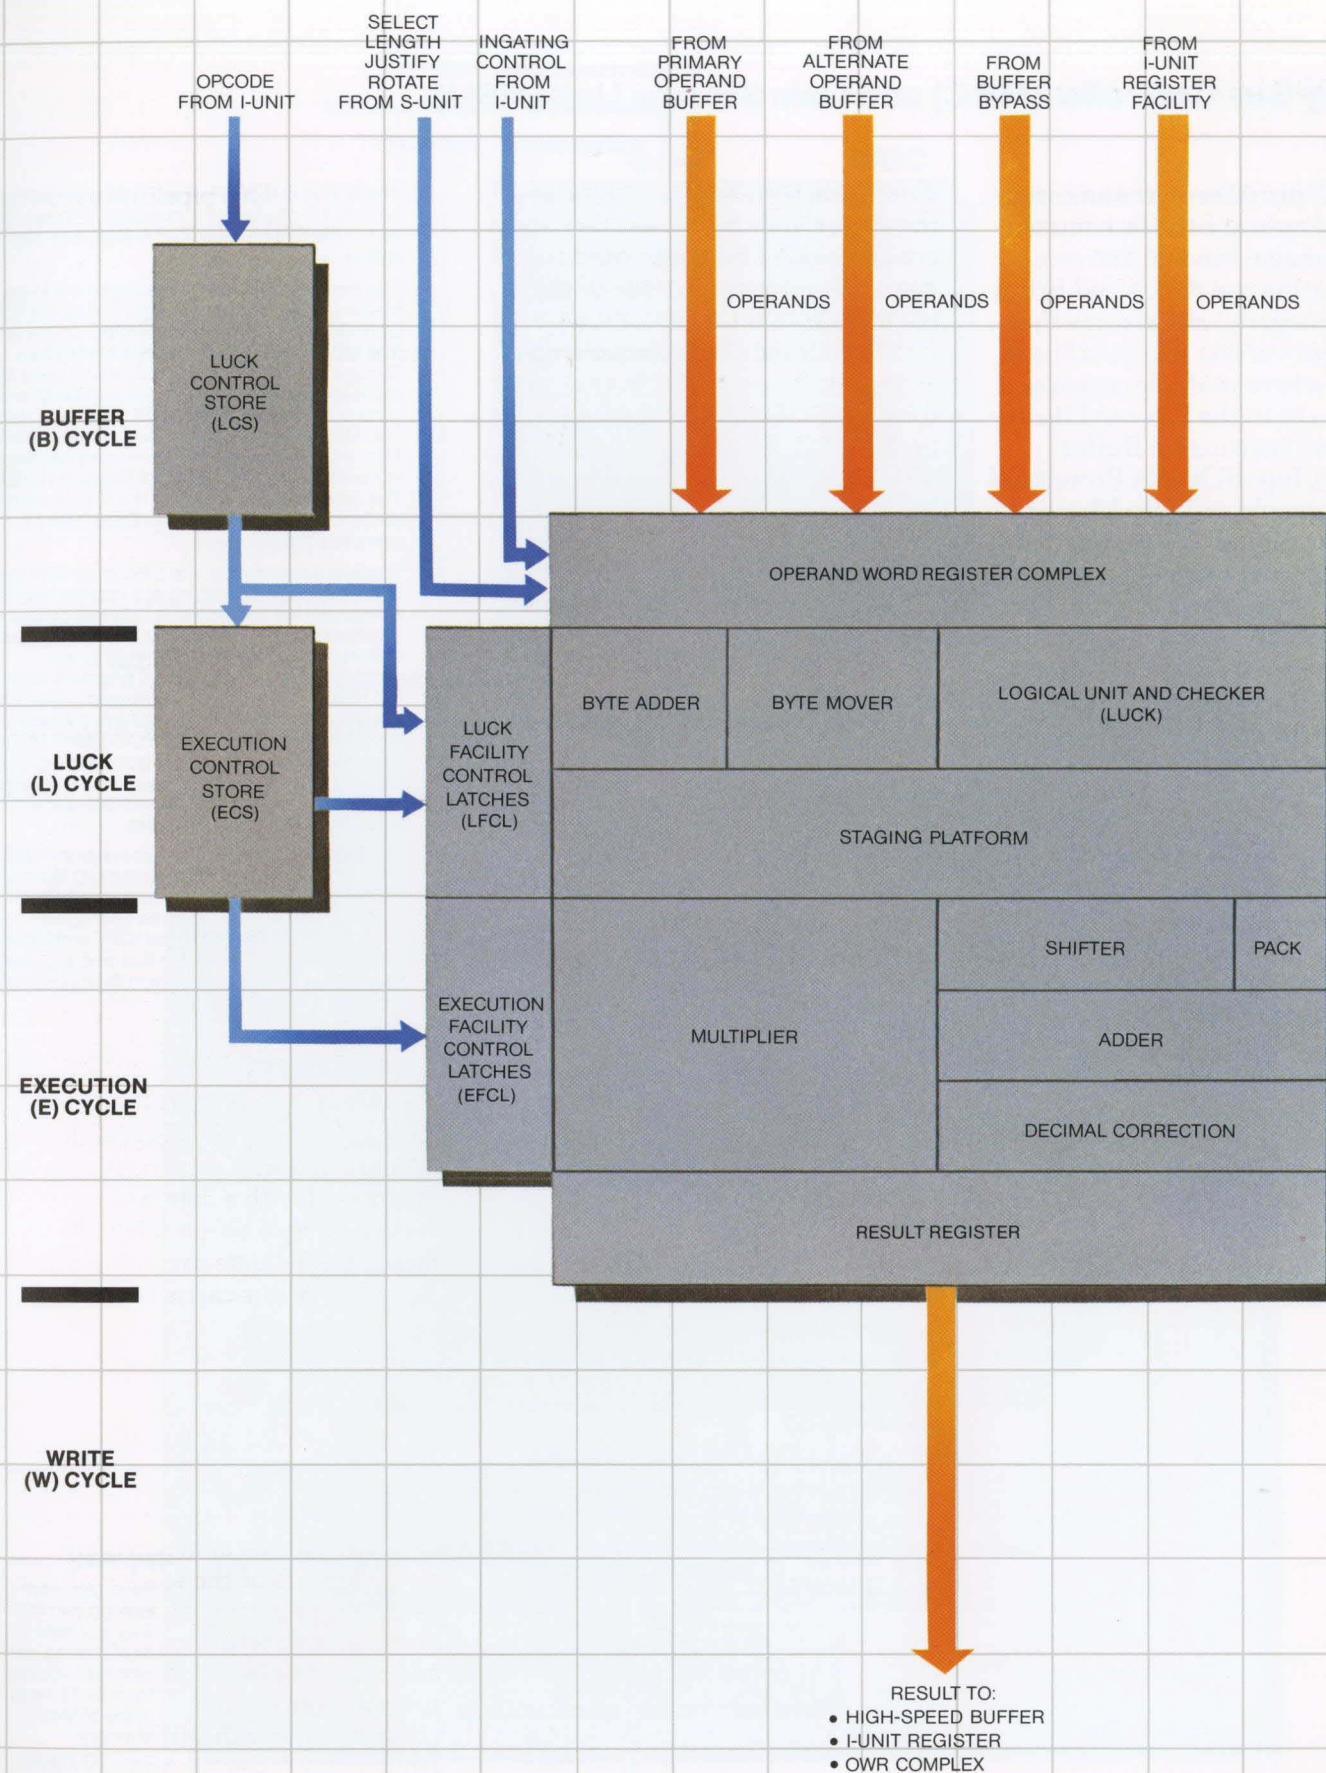 SELECT
LENGTH
JUSTIFY
ROTATE
FROM S-UNIT
OPCODE
FROM I-UNIT
INGATING
CONTROL
FROM
I-UNIT
FROM
PRIMARY
OPERAND
BUFFER
FROM
ALTERNATE
OPERAND
BUFFER
FROM
BUFFER
BYPASS
FROM
I-UNIT
REGISTER
FACILITY
OPERANDS
OPERANDS
OPERANDS
OPERANDS
BUFFER
(B) CYCLE
LUCK
CONTROL
STORE
(LCS)
OPERAND WORD REGISTER COMPLEX
LUCK
(L) CYCLE
EXECUTION
CONTROL
STORE
(ECS)
LUCK
FACILITY
CONTROL
LATCHES
(LFCL)
BYTE ADDER
BYTE MOVER
LOGICAL UNIT AND CHECKER
(LUCK)
STAGING PLATFORM
EXECUTION
(E) CYCLE
EXECUTION
FACILITY
CONTROL
LATCHES
(EFCL)
MULTIPLIER
SHIFTER
PACK
ADDER
DECIMAL CORRECTION
RESULT REGISTER
WRITE
(W) CYCLE
RESULT TO:
• HIGH-SPEED BUFFER
• I-UNIT REGISTER
• OWR COMPLEX